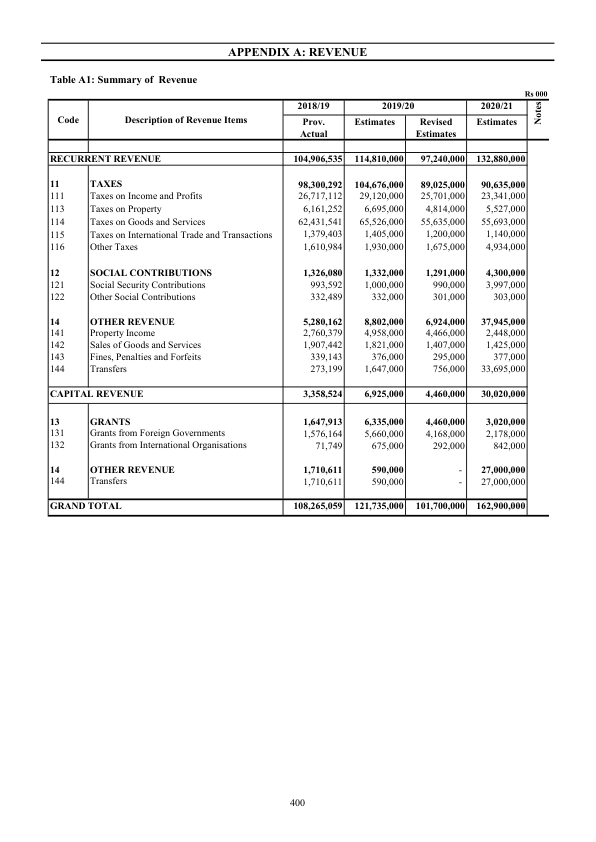 APPENDIX A: REVENUE
Table A1: Summary of Revenue
Rs 000
Code Description of Revenue Items 2018/19 2019/20 2020/21 Notes
Prov. Actual Estimates Revised Estimates Estimates
RECURRENT REVENUE 104,906,535 114,810,000 97,240,000 132,880,000
11 TAXES 98,300,292 104,676,000 89,025,000 90,635,000
111 Taxes on Income and Profits 26,717,112 29,120,000 25,701,000 23,341,000
113 Taxes on Property 6,161,252 6,695,000 4,814,000 5,527,000
114 Taxes on Goods and Services 62,431,541 65,526,000 55,635,000 55,693,000
115 Taxes on International Trade and Transactions 1,379,403 1,405,000 1,200,000 1,140,000
116 Other Taxes 1,610,984 1,930,000 1,675,000 4,934,000
12 SOCIAL CONTRIBUTIONS 1,326,080 1,332,000 1,291,000 4,300,000
121 Social Security Contributions 993,592 1,000,000 990,000 3,997,000
122 Other Social Contributions 332,489 332,000 301,000 303,000
14 OTHER REVENUE 5,280,162 8,802,000 6,924,000 37,945,000
141 Property Income 2,760,379 4,958,000 4,466,000 2,448,000
142 Sales of Goods and Services 1,907,442 1,821,000 1,407,000 1,425,000
143 Fines, Penalties and Forfeits 339,143 376,000 295,000 377,000
144 Transfers 273,199 1,647,000 756,000 33,695,000
CAPITAL REVENUE 3,358,524 6,925,000 4,460,000 30,020,000
13 GRANTS 1,647,913 6,335,000 4,460,000 3,020,000
131 Grants from Foreign Governments 1,576,164 5,660,000 4,168,000 2,178,000
132 Grants from International Organisations 71,749 675,000 292,000 842,000
14 OTHER REVENUE 1,710,611 590,000 - 27,000,000
144 Transfers 1,710,611 590,000 - 27,000,000
GRAND TOTAL 108,265,059 121,735,000 101,700,000 162,900,000
400